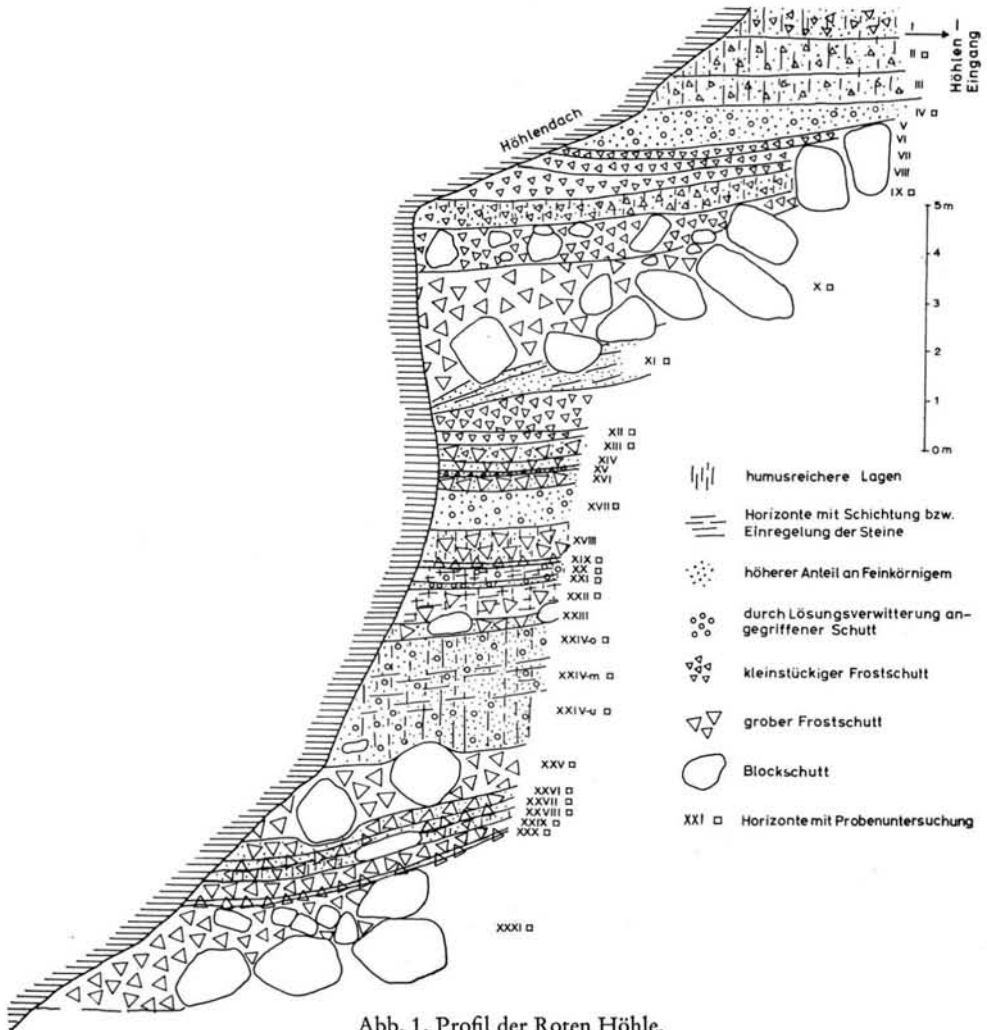 I
Höhlen-
Eingang
II □
III
IV □
Höhlendach
V
VI
VII
VIII
IX □
5m
4
X □
3
2
XI □
1
0m
XII □
XIII □
XIV
XV
XVI
XVII □
XVIII
XIX □
XX □
XXI □
XXII □
XXIII
XXIV-o □
XXIV-m □
XXIV-u □
XXV □
XXVI □
XXVII □
XXVIII □
XXIX □
XXX □
XXXI □
humusreichere Lagen
Horizonte mit Schichtung bzw.
Einregelung der Steine
höherer Anteil an Feinkörnigem
durch Lösungsverwitterung an-
gegriffener Schutt
kleinstückiger Frostschutt
grober Frostschutt
Blockschutt
XXI □ Horizonte mit Probenuntersuchung
Abb. 1. Profil der Roten Höhle.